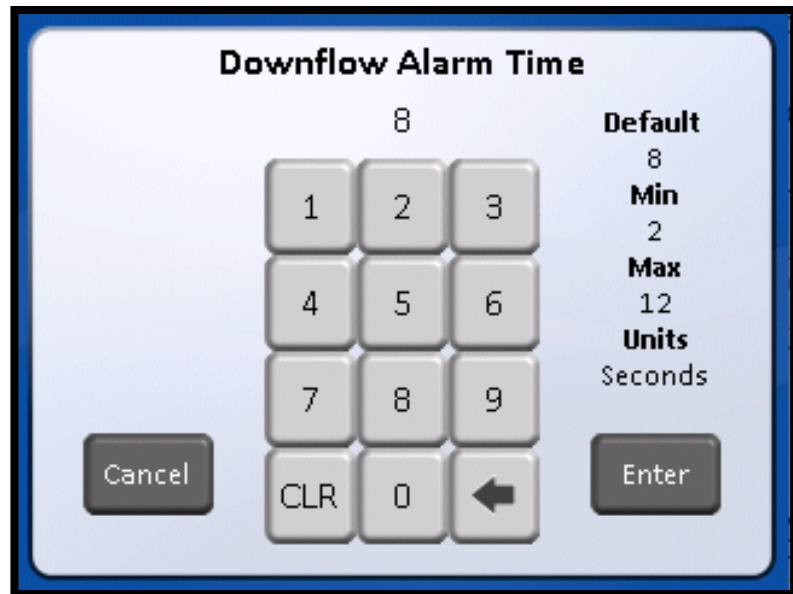 Downflow Alarm Time
8
Default
8
Min
2
Max
12
Units
Seconds
1 2 3
4 5 6
7 8 9
Cancel CLR 0 Enter